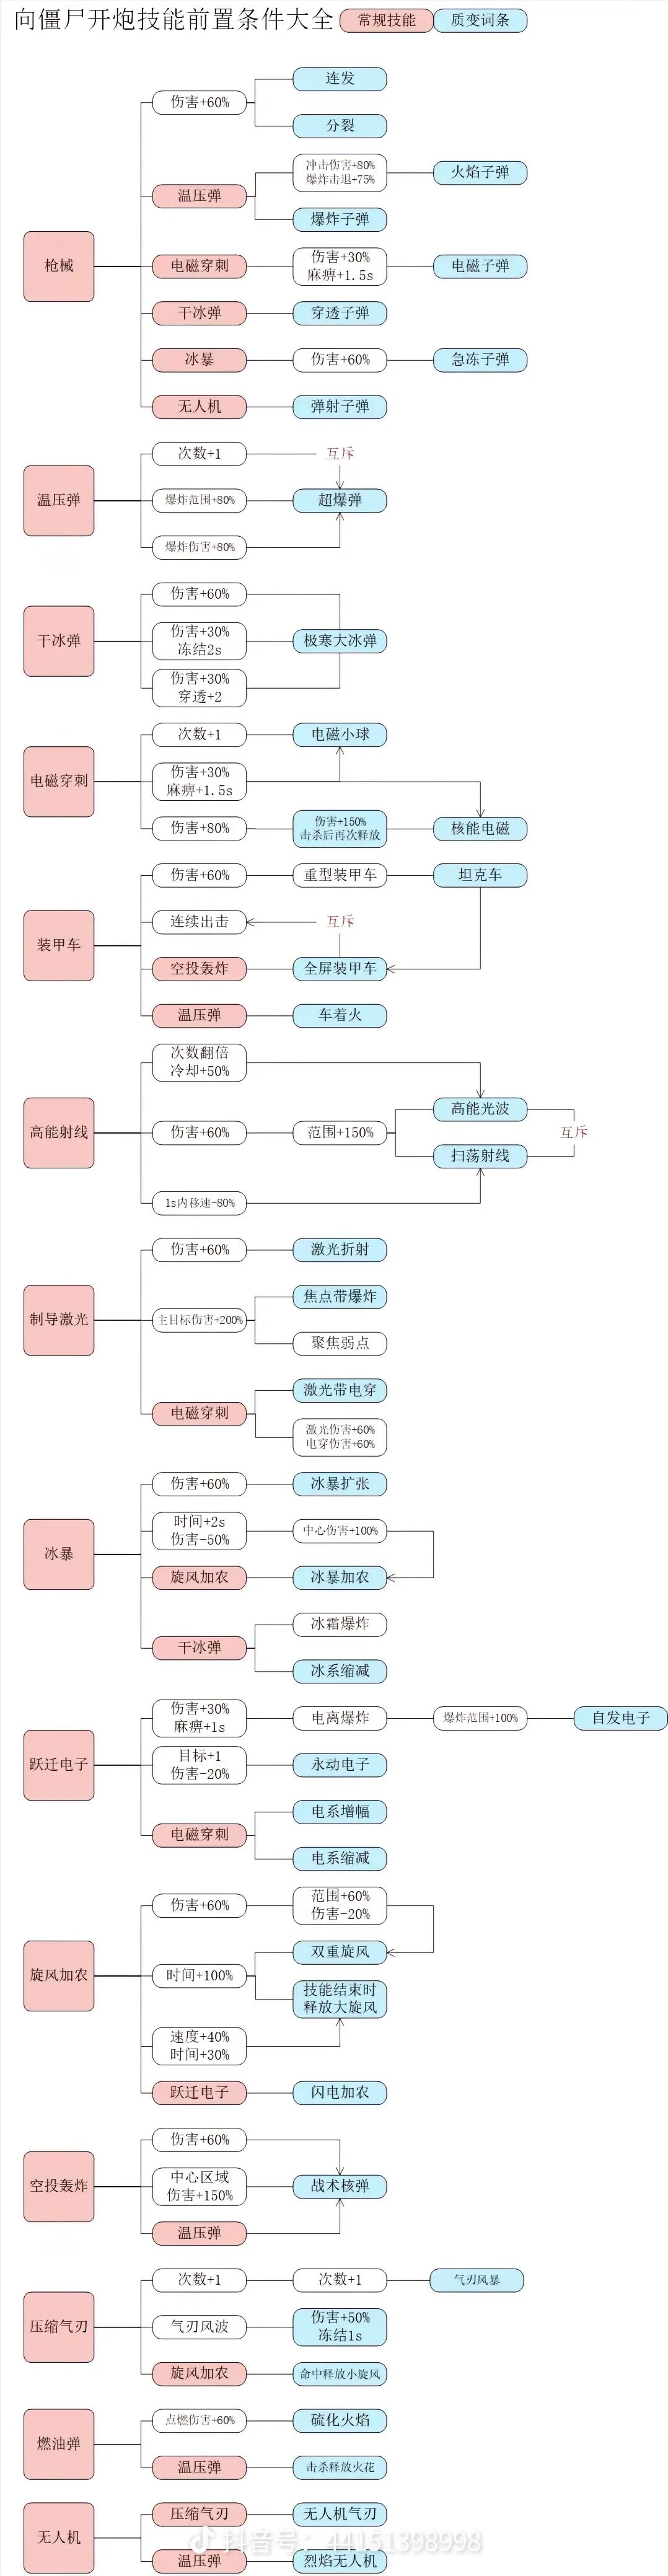 向僵尸开炮技能前置条件大全
常规技能
质变词条
枪械
伤害+60%
连发
分裂
温压弹
冲击伤害+80%
爆炸击退+75%
火焰子弹
爆炸子弹
电磁穿刺
伤害+30%
麻痹+1.5s
电磁子弹
干冰弹
穿透子弹
冰暴
伤害+60%
急冻子弹
无人机
弹射子弹
温压弹
次数+1
互斥
爆炸范围+80%
超爆弹
爆炸伤害+80%
干冰弹
伤害+60%
伤害+30%
冻结2s
极寒大冰弹
伤害+30%
穿透+2
电磁穿刺
次数+1
电磁小球
伤害+30%
麻痹+1.5s
伤害+80%
伤害+150%
击杀后再次释放
核能电磁
装甲车
伤害+60%
重型装甲车
坦克车
连续出击
互斥
空投轰炸
全屏装甲车
温压弹
车着火
高能射线
次数翻倍
冷却+50%
伤害+60%
范围+150%
高能光波
互斥
扫荡射线
1s内移速-80%
制导激光
伤害+60%
激光折射
主目标伤害+200%
焦点带爆炸
聚焦弱点
电磁穿刺
激光带电穿
激光伤害+60%
电穿伤害+60%
冰暴
伤害+60%
冰暴扩张
时间+2s
伤害-50%
中心伤害+100%
旋风加农
冰暴加农
干冰弹
冰霜爆炸
冰系缩减
跃迁电子
伤害+30%
麻痹+1s
电离爆炸
爆炸范围+100%
自发电子
目标+1
伤害-20%
永动电子
电磁穿刺
电系增幅
电系缩减
旋风加农
伤害+60%
范围+60%
伤害-20%
时间+100%
双重旋风
技能结束时
释放大旋风
速度+40%
时间+30%
跃迁电子
闪电加农
空投轰炸
伤害+60%
中心区域
伤害+150%
战术核弹
温压弹
压缩气刃
次数+1
次数+1
气刃风暴
气刃风波
伤害+50%
冻结1s
旋风加农
命中释放小旋风
燃油弹
点燃伤害+60%
硫化火焰
温压弹
击杀释放火花
无人机
压缩气刃
无人机气刃
温压弹
烈焰无人机
抖音号：44151398998